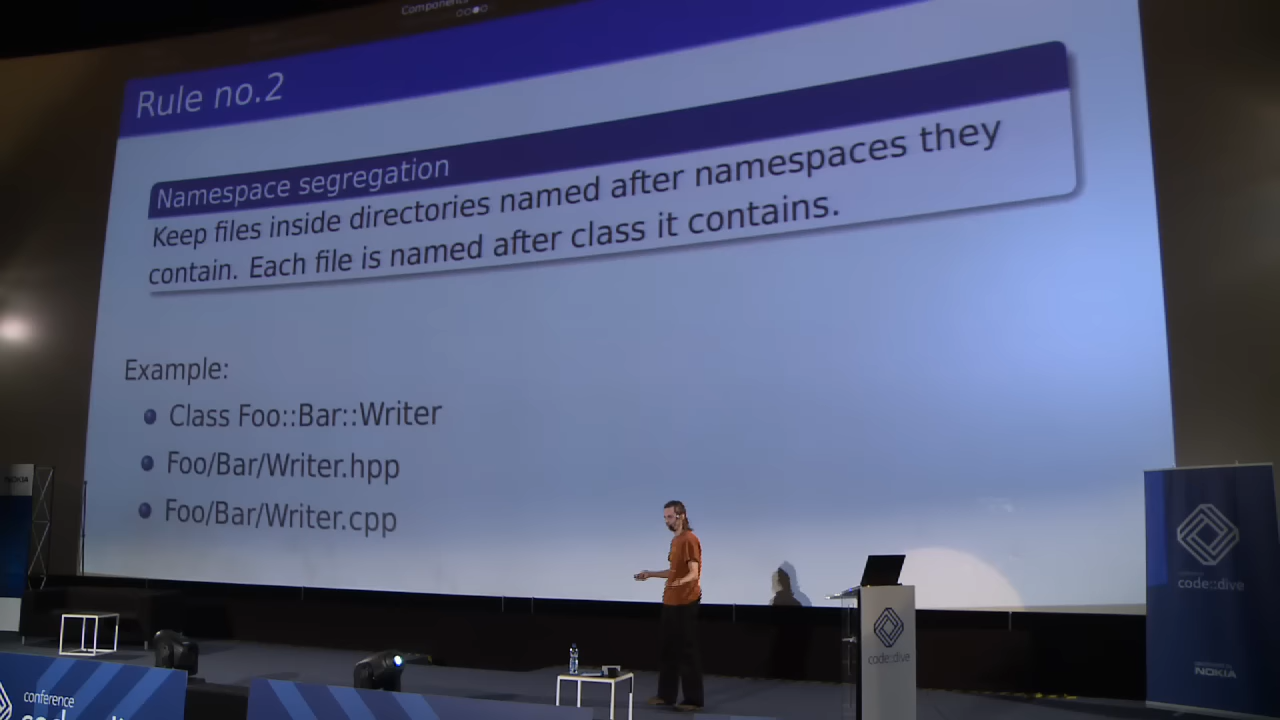 Components
Rule no.2
Namespace segregation
Keep files inside directories named after namespaces they
contain. Each file is named after class it contains.
Example:
Class Foo::Bar::Writer
Foo/Bar/Writer.hpp
Foo/Bar/Writer.cpp
NOKIA
code::dive
code::dive
NOKIA
conference